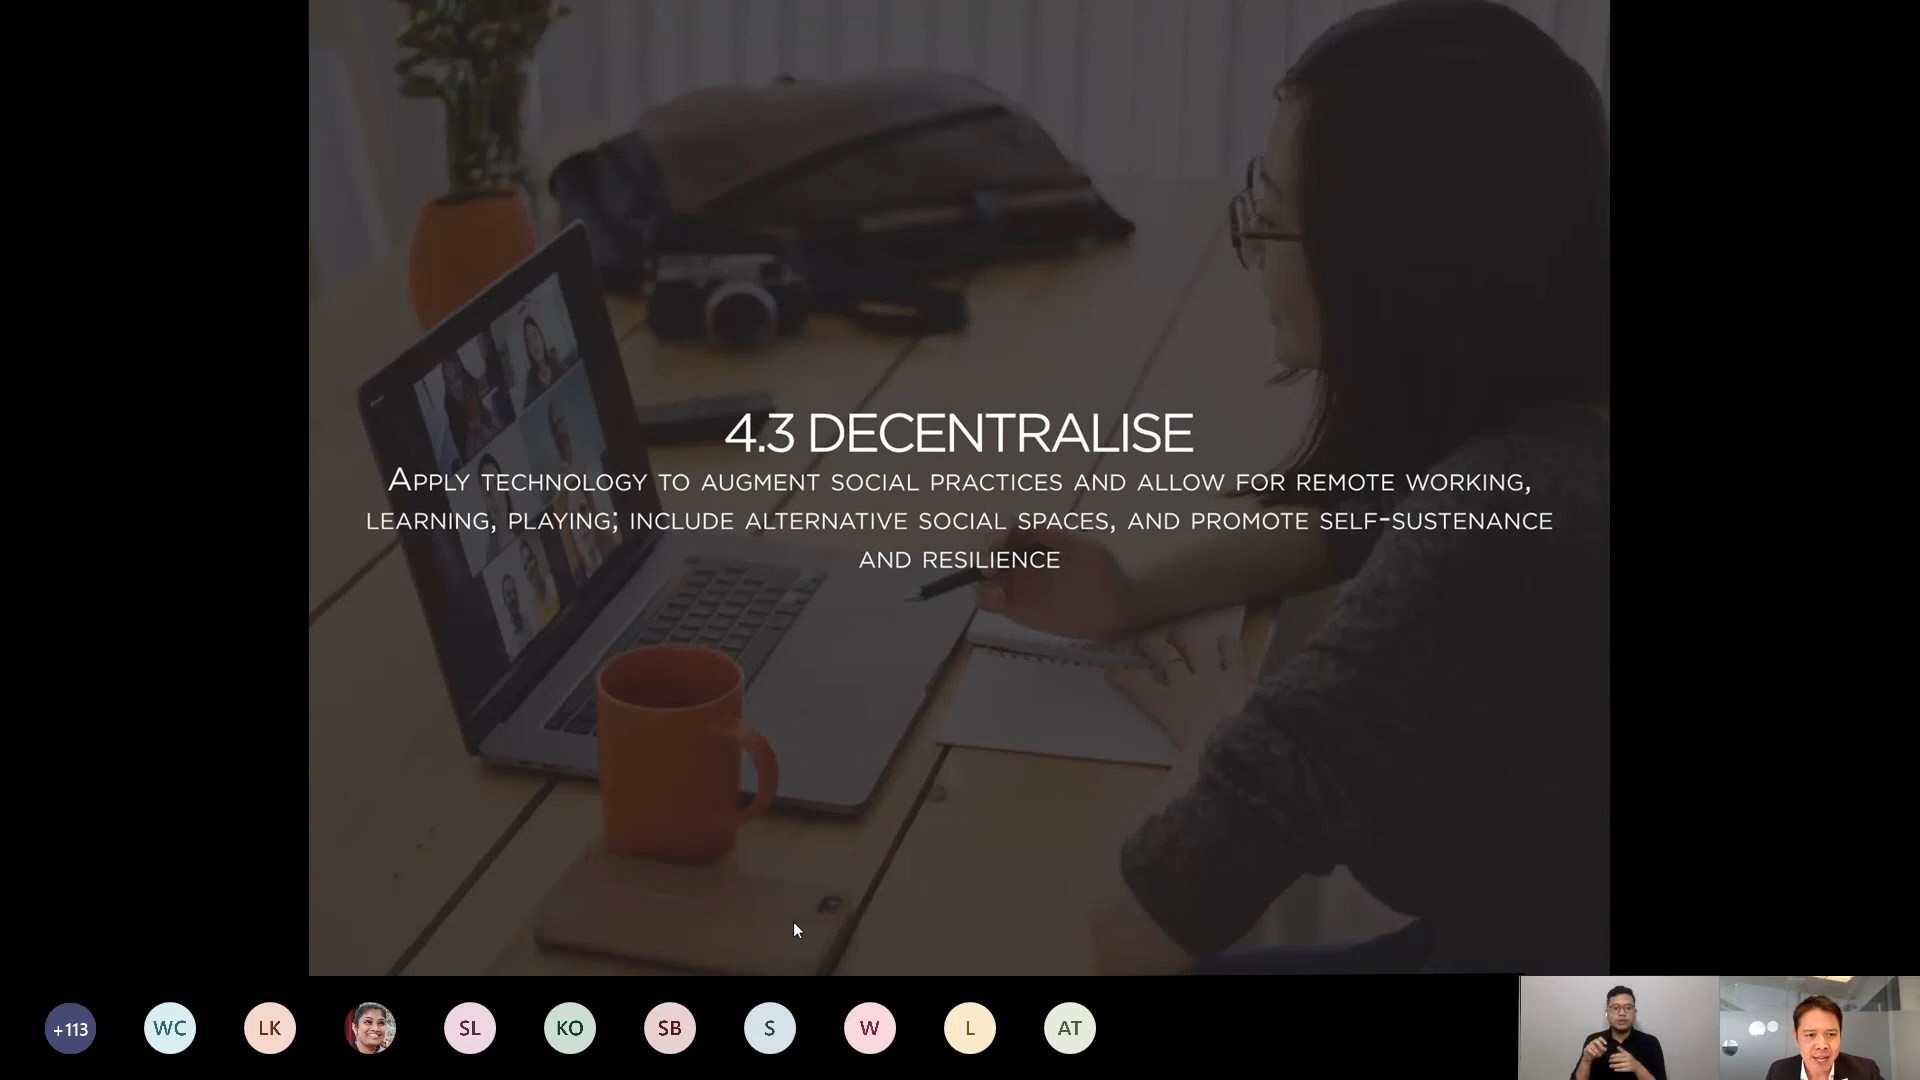 4.3 DECENTRALISE
APPLY TECHNOLOGY TO AUGMENT SOCIAL PRACTICES AND ALLOW FOR REMOTE WORKING,
LEARNING, PLAYING; INCLUDE ALTERNATIVE SOCIAL SPACES, AND PROMOTE SELF-SUSTENANCE
AND RESILIENCE
+113
WC
LK
SL
KO
SB
S
W
L
AT